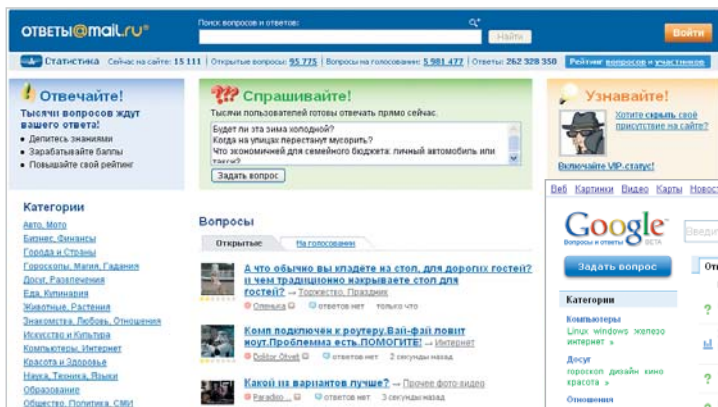 ОТВЕТЫ@mail.ru®
Поиск вопросов и ответов:
Найти
Войти
Статистика Сейчас на сайте: 15 111 | Открытые вопросы: 95 775 | Вопросы на голосовании: 5 981 477 | Ответы: 262 328 350
Рейтинг вопросов и участников
Отвечайте!
Тысячи вопросов ждут
вашего ответа!
Делитесь знаниями
Зарабатывайте баллы
Повышайте свой рейтинг
Спрашивайте!
Тысячи пользователей готовы отвечать прямо сейчас.
Будет ли эта зима холодной?
Когда на улицах перестанут мусорить?
Что экономичней для семейного бюджета: личный автомобиль или
такси?
Задать вопрос
Узнавайте!
Хотите скрыть своё
присутствие на сайте?
Включайте VIP-статус!
Категории
Авто, Мото
Бизнес, Финансы
Города и Страны
Гороскопы, Магия, Гадания
Досуг, Развлечения
Еда, Кулинария
Животные, Растения
Знакомства, Любовь, Отношения
Искусство и Культура
Компьютеры, Интернет
Красота и Здоровье
Наука, Техника, Языки
Образование
Общество, Политика, СМИ
Вопросы
Открытые
На голосовании
А что обычно вы кладёте на стол, для дорогих гостей?
и чем традиционно накрываете стол для
гостей? → Торжество, Праздник
Оленька ответов нет только что
Комп подключен к роутеру.Вай-фай ловит
ноут.Проблемма есть.ПОМОГИТЕ! → Интернет
Doktor Otvet ответов нет 2 секунды назад
Какой из вариантов лучше? → Прочее фото-видео
Paradoo ... ответов нет 3 секунды назад
Веб Картинки Видео Карты Новос
Google
Вопросы и ответы BETA
Введи
Задать вопрос
От
Категории
Компьютеры
Linux windows железо
интернет »
Досуг
гороскоп дизайн кино
красота »
Отношения